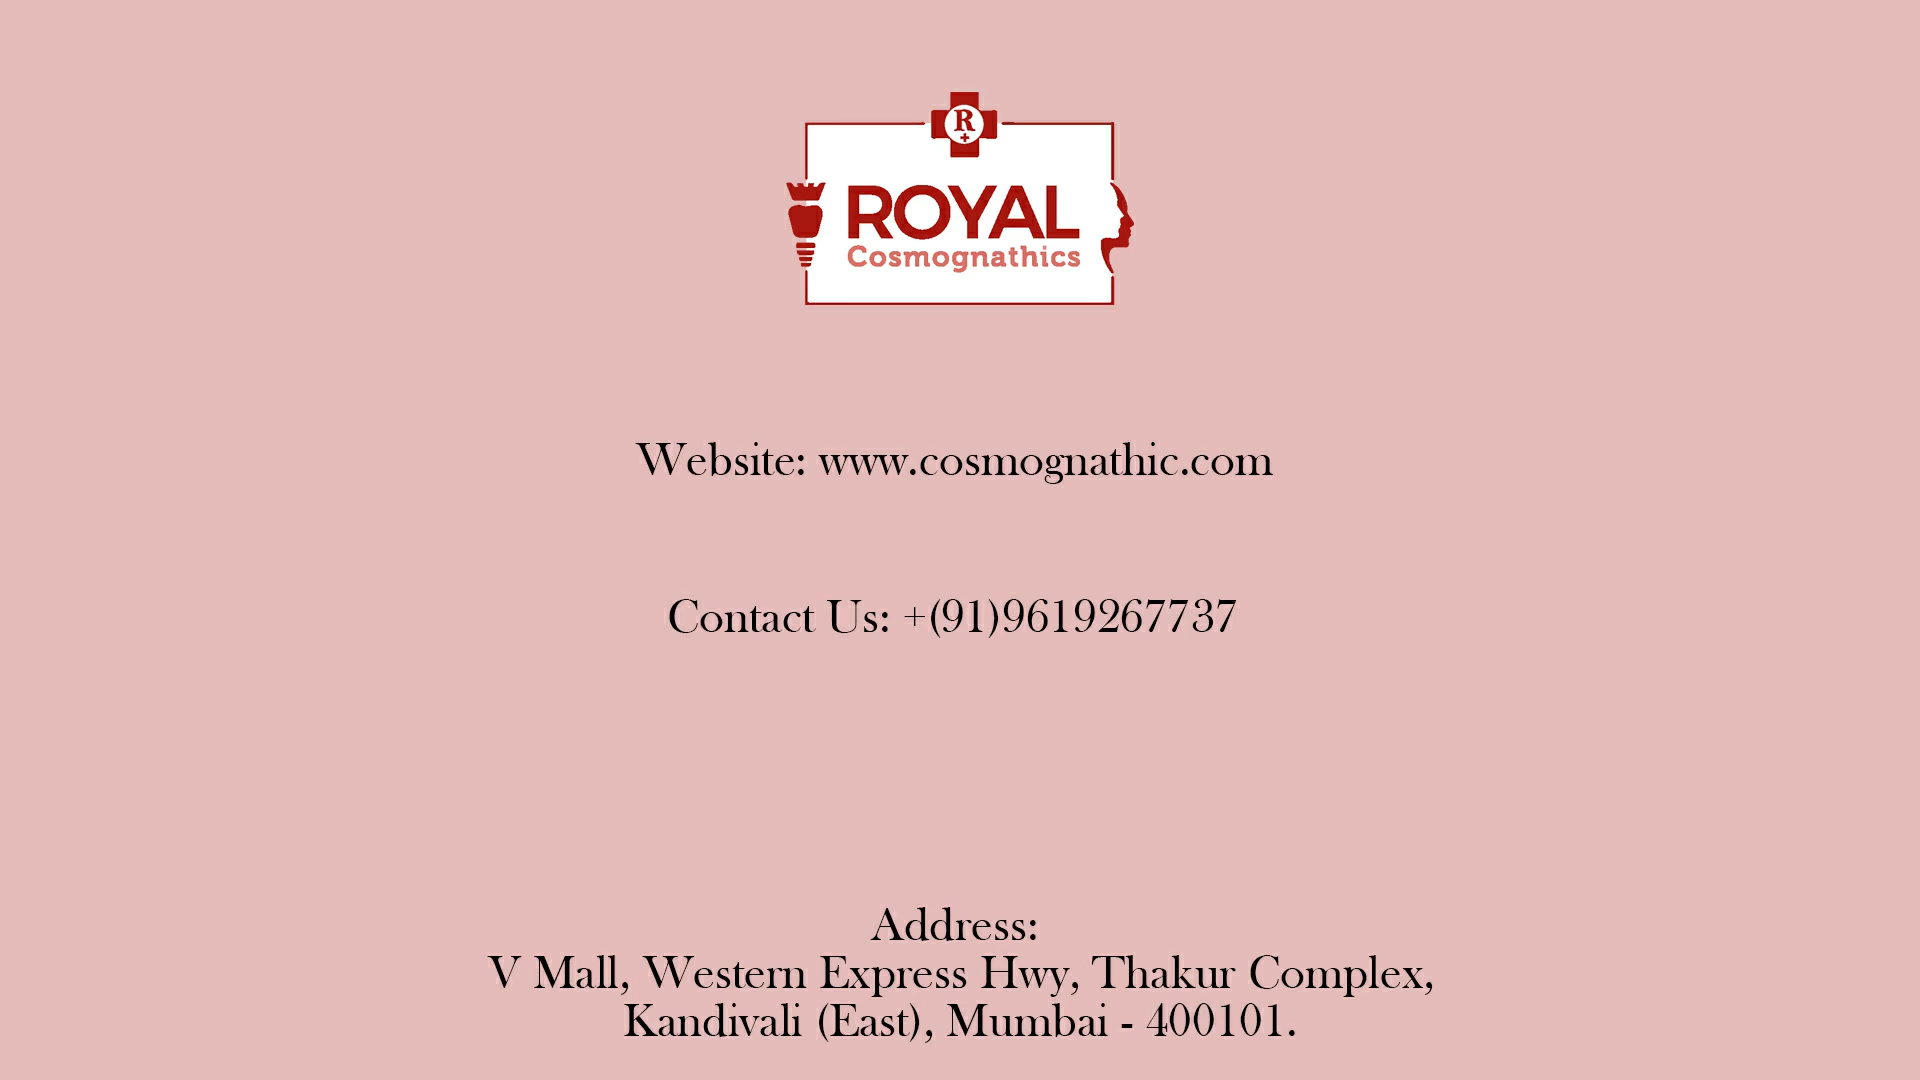 R
ROYAL
Cosmognathics
Website: www.cosmognathic.com
Contact Us: +(91)9619267737
Address:
V Mall, Western Express Hwy, Thakur Complex,
Kandivali (East), Mumbai - 400101.